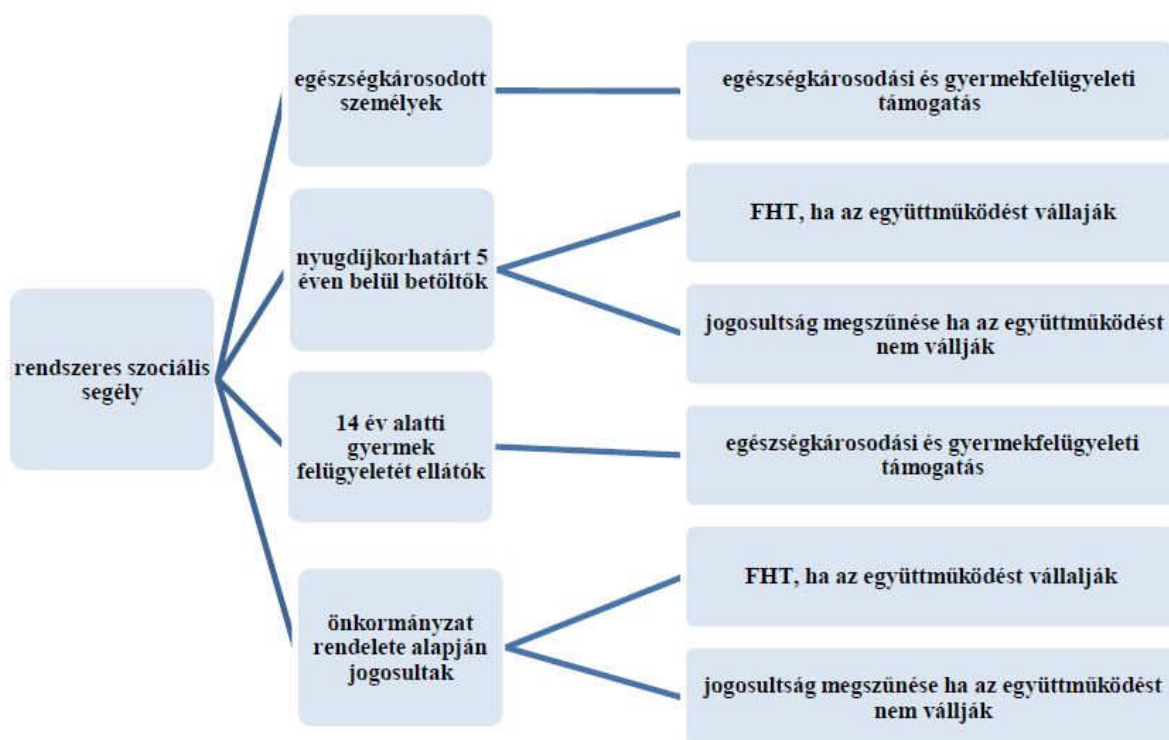 rendszeres szociális
segély
egészségkárosodott
személyek
egészségkárosodási és gyermekfelügyeleti
támogatás
nyugdíjkorhatárt 5
éven belül betöltők
FHT, ha az együttműködést vállaják
jogosultság megszűnése ha az együttműködést
nem vállják
14 év alatti
gyermek
felügyeletét ellátók
egészségkárosodási és gyermekfelügyeleti
támogatás
önkormányzat
rendelete alapján
jogosultak
FHT, ha az együttműködést vállalják
jogosultság megszűnése ha az együttműködést
nem vállják